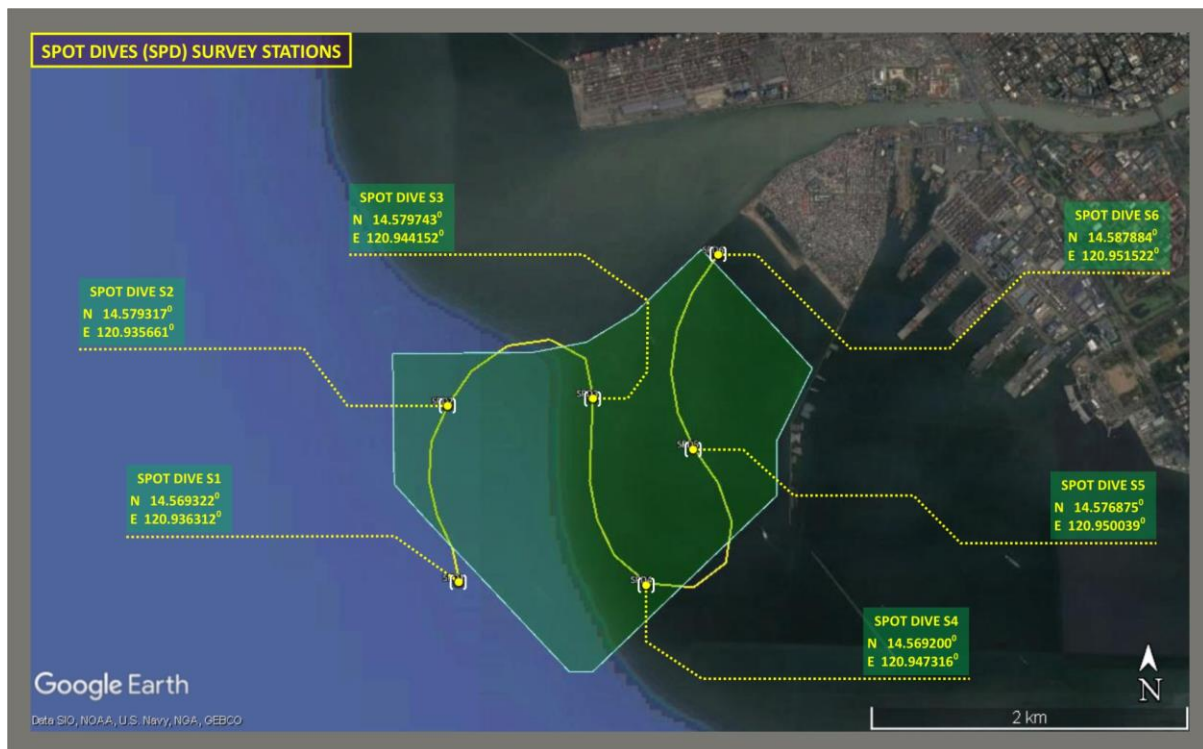 SPOT DIVES (SPD) SURVEY STATIONS
SPOT DIVE S3
N 14.579743⁰
E 120.944152⁰
SPOT DIVE S6
N 14.587884⁰
E 120.951522⁰
SPOT DIVE S2
N 14.579317⁰
E 120.935661⁰
SPOT DIVE S1
N 14.569322⁰
E 120.936312⁰
SPOT DIVE S5
N 14.576875⁰
E 120.950039⁰
SPOT DIVE S4
N 14.569200⁰
E 120.947316⁰
Google Earth
N
Data SIO, NOAA, U.S. Navy, NGA, GEBCO
2 km